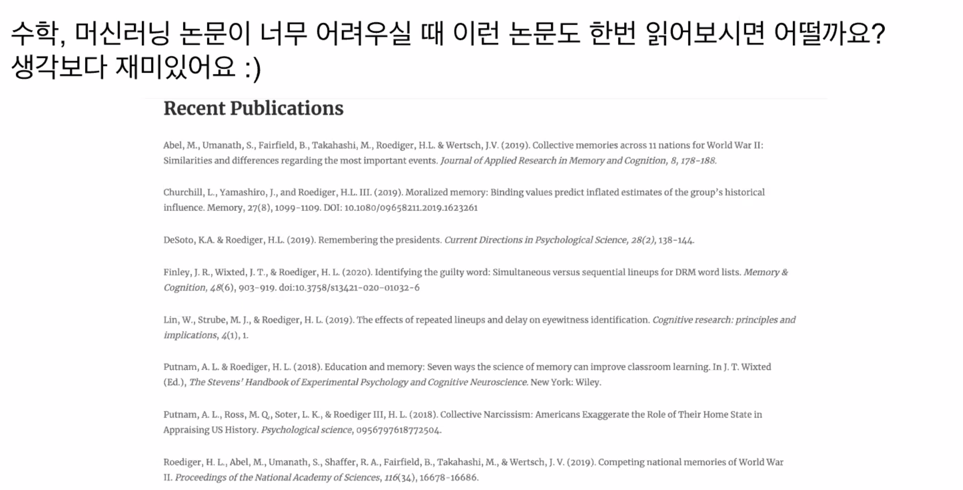 수학, 머신러닝 논문이 너무 어려우실 때 이런 논문도 한번 읽어보시면 어떨까요?
생각보다 재미있어요 :)
Recent Publications
Abel, M., Umanath, S., Fairfield, B., Takahashi, M., Roediger, H.L. & Wertsch, J.V. (2019). Collective memories across 11 nations for World War II:
Similarities and differences regarding the most important events. Journal of Applied Research in Memory and Cognition, 8, 178-188.
Churchill, L., Yamashiro, J., and Roediger, H.L. III. (2019). Moralized memory: Binding values predict inflated estimates of the group's historical
influence. Memory, 27(8), 1099-1109. DOI: 10.1080/09658211.2019.1623261
DeSoto, K.A. & Roediger, H.L. (2019). Remembering the presidents. Current Directions in Psychological Science, 28(2), 138-144.
Finley, J. R., Wixted, J. T., & Roediger, H. L. (2020). Identifying the guilty word: Simultaneous versus sequential lineups for DRM word lists. Memory &
Cognition, 48(6), 903-919. doi:10.3758/s13421-020-01032-6
Lin, W., Strube, M. J., & Roediger, H. L. (2019). The effects of repeated lineups and delay on eyewitness identification. Cognitive research: principles and
implications, 4(1), 1.
Putnam, A. L. & Roediger, H. L. (2018). Education and memory: Seven ways the science of memory can improve classroom learning. In J. T. Wixted
(Ed.), The Stevens' Handbook of Experimental Psychology and Cognitive Neuroscience. New York: Wiley.
Putnam, A. L., Ross, M. Q., Soter, L. K., & Roediger III, H. L. (2018). Collective Narcissism: Americans Exaggerate the Role of Their Home State in
Appraising US History. Psychological science, 0956797618772504.
Roediger, H. L., Abel, M., Umanath, S., Shaffer, R. A., Fairfield, B., Takahashi, M., & Wertsch, J. V. (2019). Competing national memories of World War
II. Proceedings of the National Academy of Sciences, 116(34), 16678-16686.